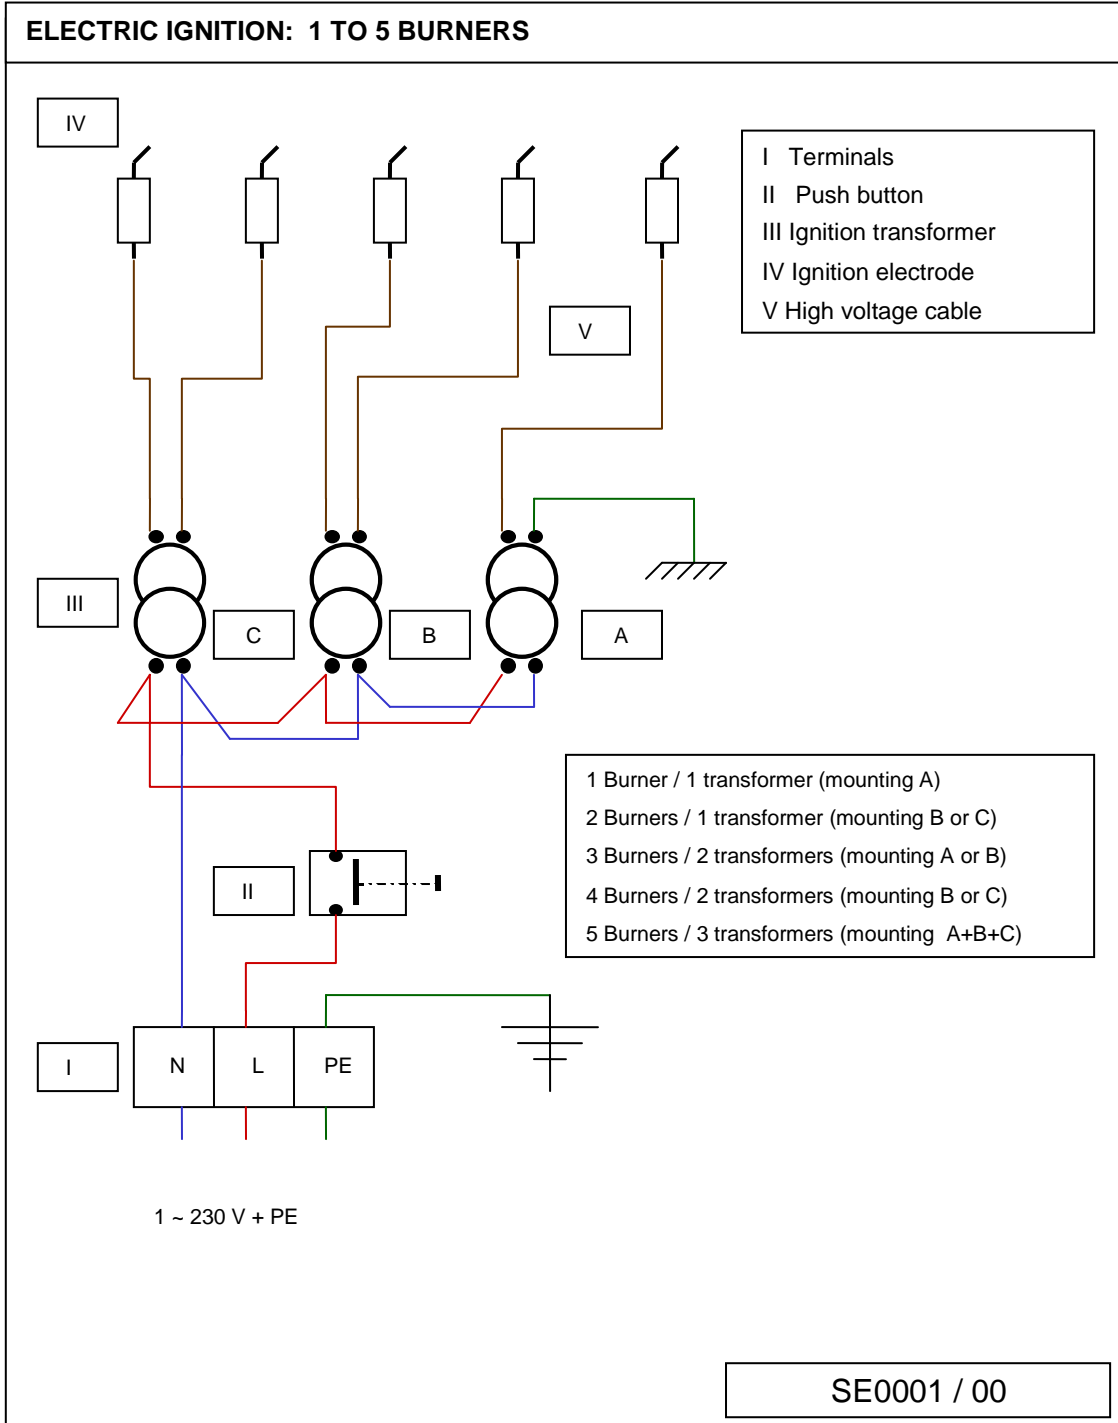 ELECTRIC IGNITION: 1 TO 5 BURNERS
IV
I Terminals
II Push button
III Ignition transformer
IV Ignition electrode
V High voltage cable
V
III
C
B
A
1 Burner / 1 transformer (mounting A)
2 Burners / 1 transformer (mounting B or C)
3 Burners / 2 transformers (mounting A or B)
4 Burners / 2 transformers (mounting B or C)
5 Burners / 3 transformers (mounting A+B+C)
II
I
N
L
PE
1 ~ 230 V + PE
SE0001 / 00